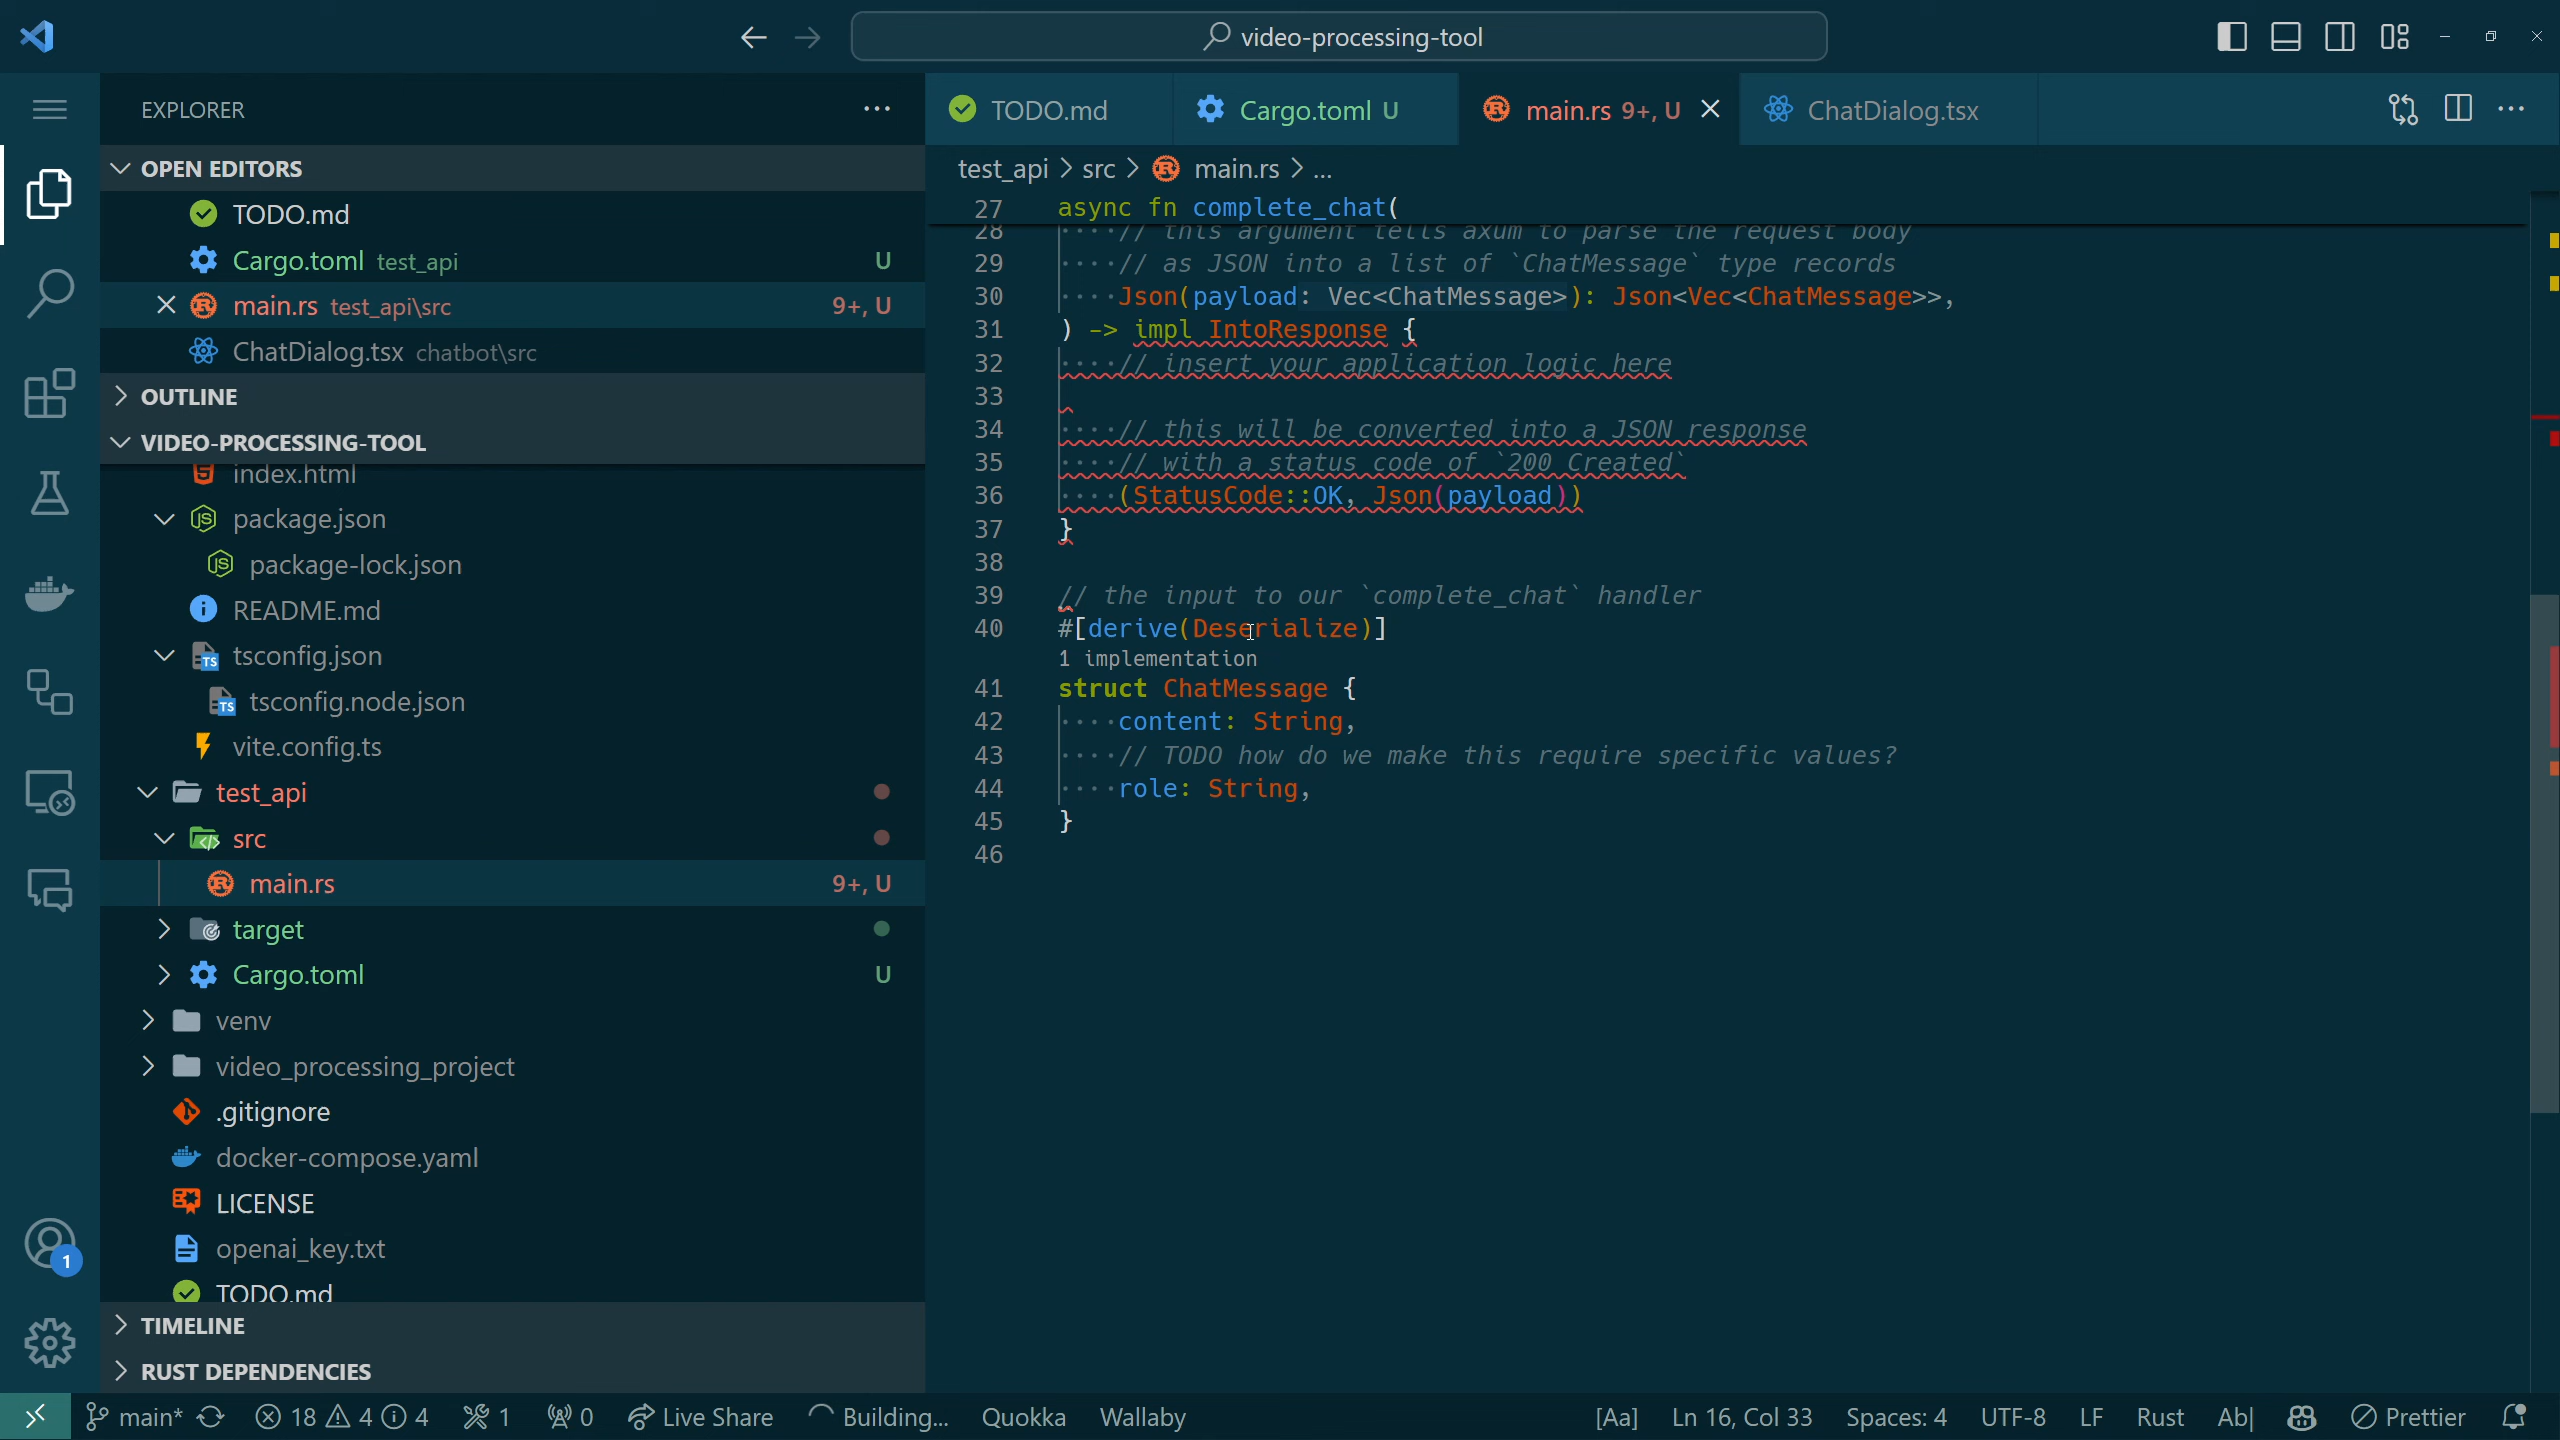 video-processing-tool
EXPLORER
OPEN EDITORS
TODO.md
Cargo.toml test_api U
main.rs test_api\src 9+, U
ChatDialog.tsx chatbot\src
OUTLINE
VIDEO-PROCESSING-TOOL
index.html
package.json
package-lock.json
README.md
tsconfig.json
tsconfig.node.json
vite.config.ts
test_api
src
main.rs 9+, U
target
Cargo.toml U
venv
video_processing_project
.gitignore
docker-compose.yaml
LICENSE
openai_key.txt
TODO.md
TIMELINE
RUST DEPENDENCIES
1
TODO.md Cargo.toml U main.rs 9+, U ChatDialog.tsx
test_api > src > main.rs > ...
27 async fn complete_chat(
28 ····// this argument tells axum to parse the request body
29 ····// as JSON into a list of `ChatMessage` type records
30 ····Json(payload: Vec<ChatMessage>): Json<Vec<ChatMessage>>,
31 ) -> impl IntoResponse {
32 ····// insert your application logic here
33
34 ····// this will be converted into a JSON response
35 ····// with a status code of `200 Created`
36 ····(StatusCode::OK, Json(payload))
37 }
38
39 // the input to our `complete_chat` handler
40 #[derive(Deserialize)]
1 implementation
41 struct ChatMessage {
42 ····content: String,
43 ····// TODO how do we make this require specific values?
44 ····role: String,
45 }
46
main* 18 4 4 1 0 Live Share Building... Quokka Wallaby [Aa] Ln 16, Col 33 Spaces: 4 UTF-8 LF Rust Ab| Prettier